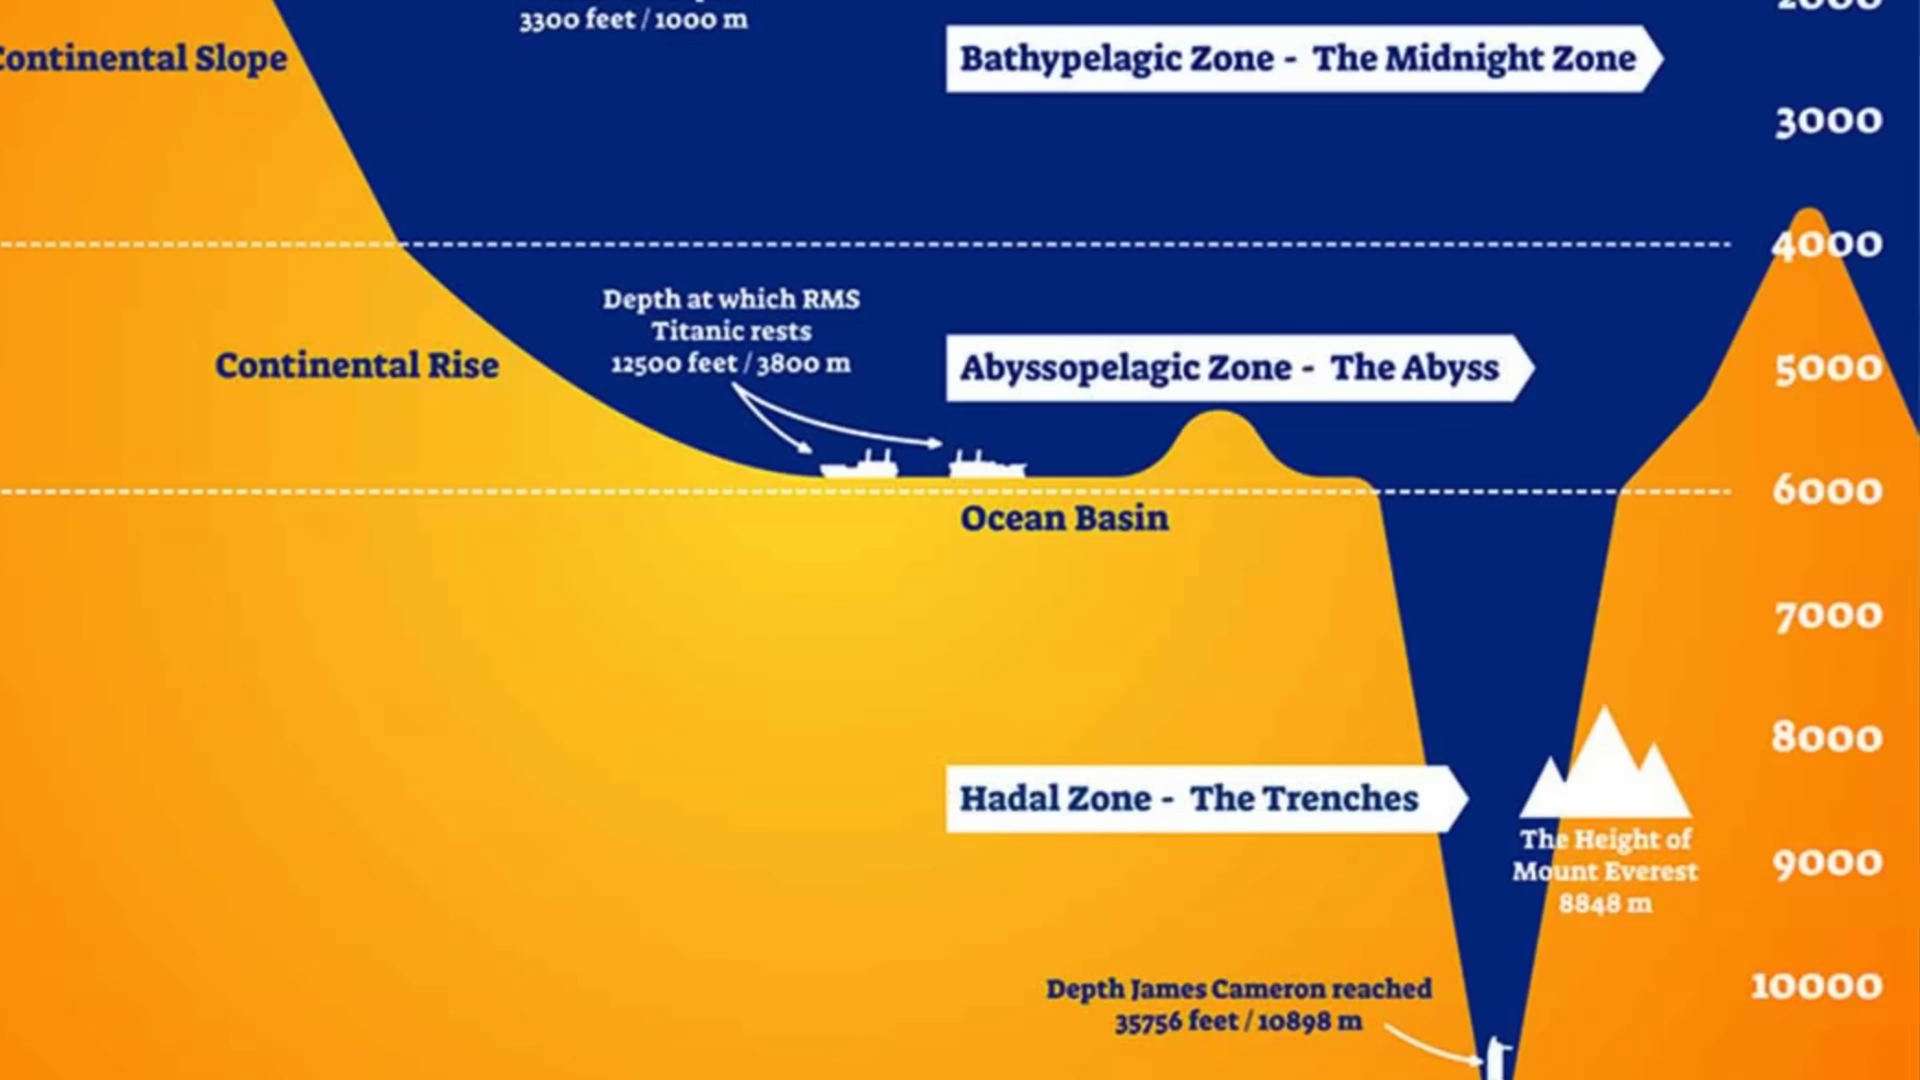 3300 feet / 1000 m
Continental Slope
Bathypelagic Zone - The Midnight Zone
3000
4000
Depth at which RMS
Titanic rests
12500 feet / 3800 m
Continental Rise
Abyssopelagic Zone - The Abyss
5000
6000
Ocean Basin
7000
8000
Hadal Zone - The Trenches
The Height of
Mount Everest
8848 m
9000
Depth James Cameron reached
35756 feet / 10898 m
10000